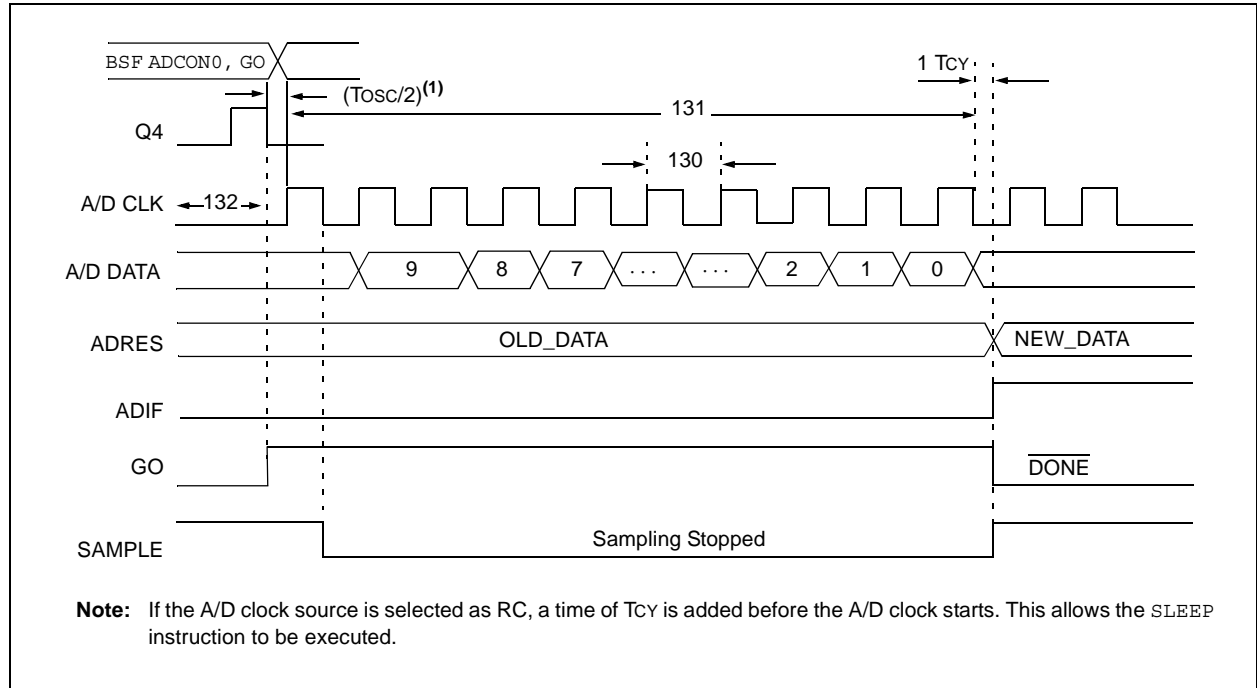 BSF ADCON0, GO
1 TCY
(TOSC/2)(1)
131
Q4
130
A/D CLK
132
A/D DATA
9 8 7 . . . . . . 2 1 0
ADRES
OLD_DATA
NEW_DATA
ADIF
GO
DONE
SAMPLE
Sampling Stopped
Note: If the A/D clock source is selected as RC, a time of TCY is added before the A/D clock starts. This allows the SLEEP
instruction to be executed.